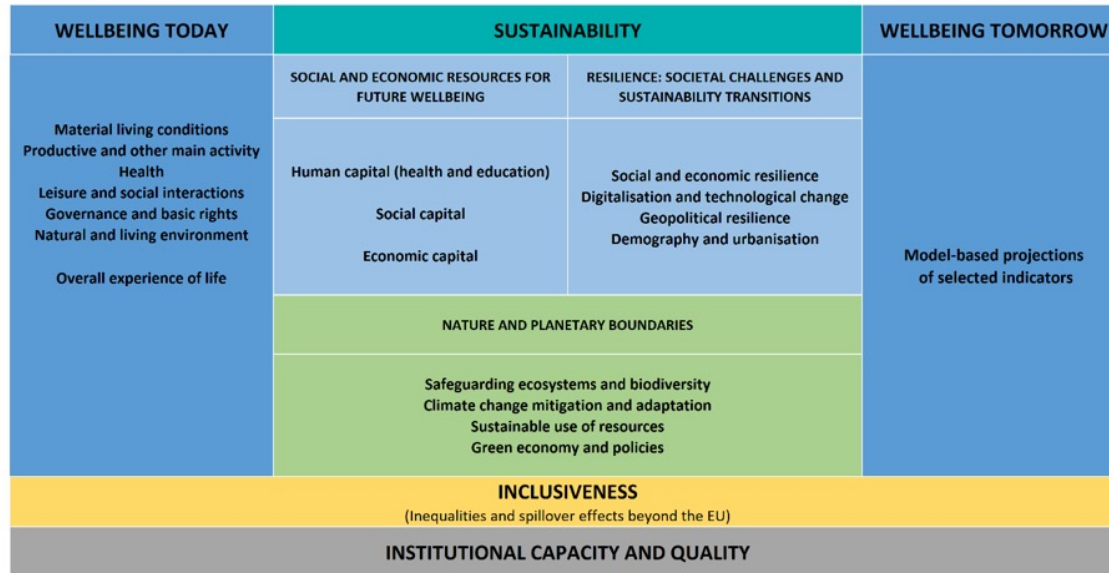 WELLBEING TODAY
SUSTAINABILITY
WELLBEING TOMORROW
Material living conditions
Productive and other main activity
Health
Leisure and social interactions
Governance and basic rights
Natural and living environment
Overall experience of life
SOCIAL AND ECONOMIC RESOURCES FOR
FUTURE WELLBEING
Human capital (health and education)
Social capital
Economic capital
RESILIENCE: SOCIETAL CHALLENGES AND
SUSTAINABILITY TRANSITIONS
Social and economic resilience
Digitalisation and technological change
Geopolitical resilience
Demography and urbanisation
NATURE AND PLANETARY BOUNDARIES
Safeguarding ecosystems and biodiversity
Climate change mitigation and adaptation
Sustainable use of resources
Green economy and policies
Model-based projections
of selected indicators
INCLUSIVENESS
(Inequalities and spillover effects beyond the EU)
INSTITUTIONAL CAPACITY AND QUALITY